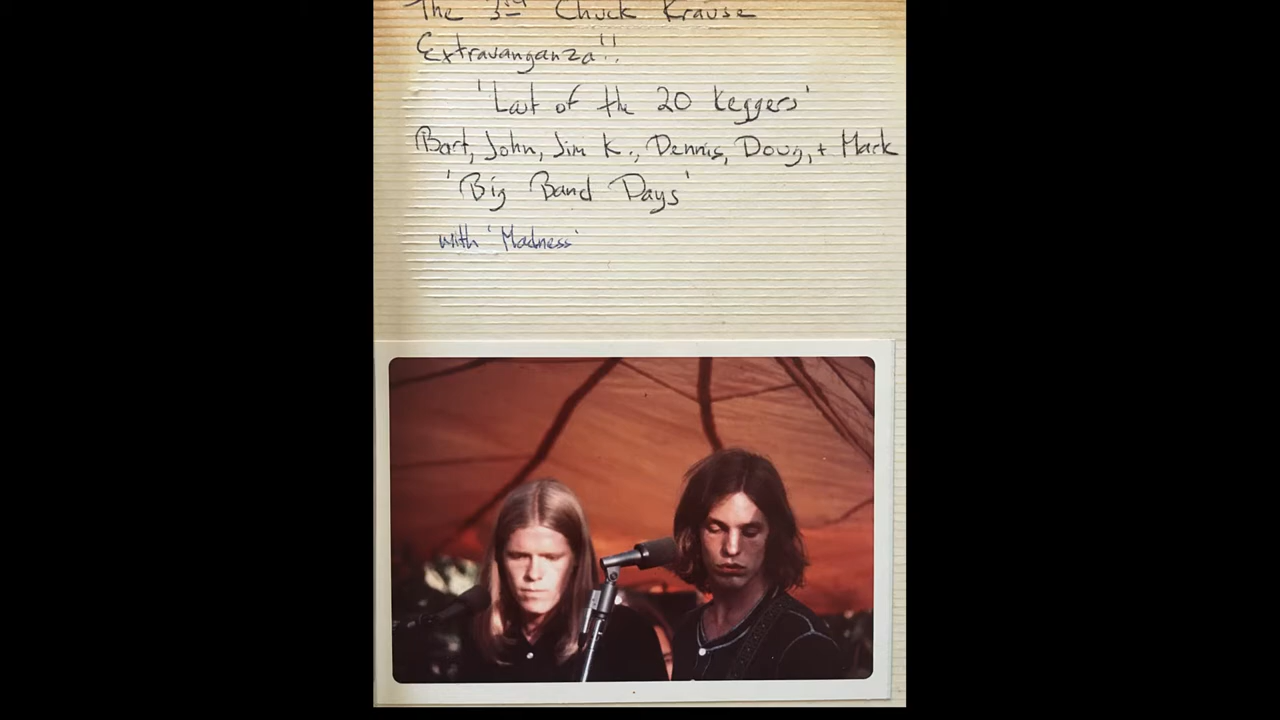 The 3rd Chuck Krause
Extravanganza!!
'Last of the 20 Keggers'
Bart, John, Jim K., Dennis, Doug, + Mark
'Big Band Days'
with 'Madness'